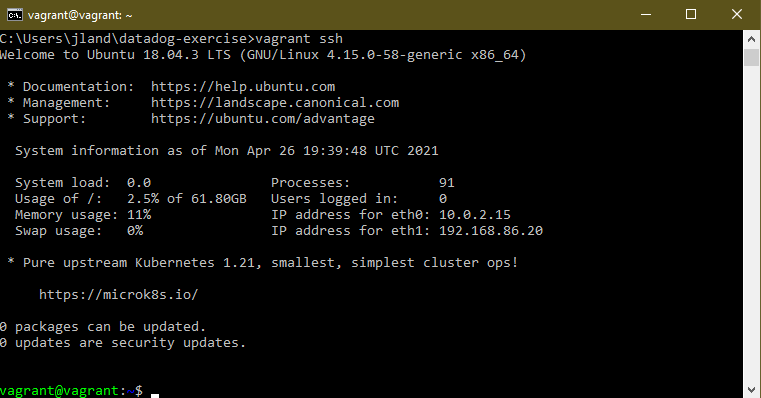 vagrant@vagrant: ~
C:\Users\jland\datadog-exercise>vagrant ssh
Welcome to Ubuntu 18.04.3 LTS (GNU/Linux 4.15.0-58-generic x86_64)
* Documentation:  https://help.ubuntu.com
* Management:     https://landscape.canonical.com
* Support:        https://ubuntu.com/advantage
System information as of Mon Apr 26 19:39:48 UTC 2021
System load:  0.0               Processes:           91
Usage of /:   2.5% of 61.80GB   Users logged in:     0
Memory usage: 11%               IP address for eth0: 10.0.2.15
Swap usage:   0%                IP address for eth1: 192.168.86.20
* Pure upstream Kubernetes 1.21, smallest, simplest cluster ops!
https://microk8s.io/
0 packages can be updated.
0 updates are security updates.
vagrant@vagrant:~$